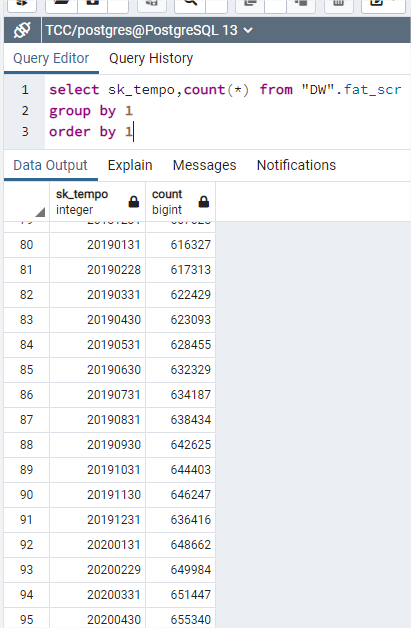 TCC/postgres@PostgreSQL 13
Query Editor Query History
1 select sk_tempo,count(*) from "DW".fat_scr
2 group by 1
3 order by 1
Data Output Explain Messages Notifications
sk_tempo count
integer bigint
80 20190131 616327
81 20190228 617313
82 20190331 622429
83 20190430 623093
84 20190531 628455
85 20190630 632329
86 20190731 634187
87 20190831 638434
88 20190930 642625
89 20191031 644403
90 20191130 646247
91 20191231 636416
92 20200131 648662
93 20200229 649984
94 20200331 651447
95 20200430 655340